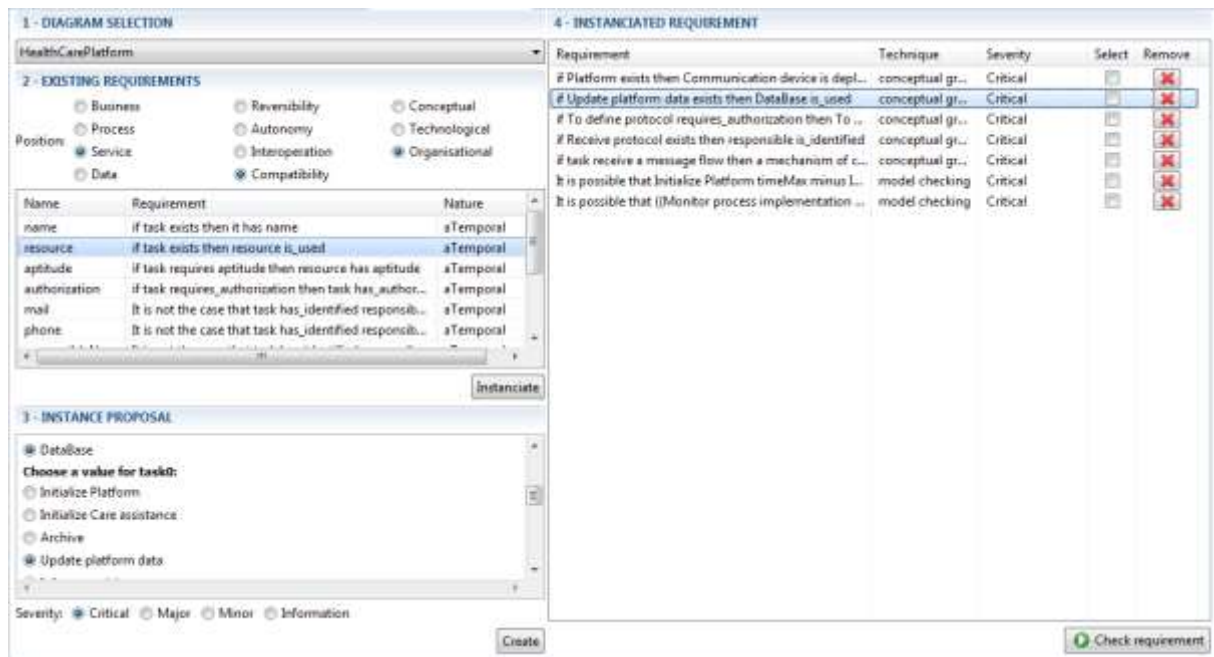 1 - DIAGRAM SELECTION
HealthCarePlatform
2 - EXISTING REQUIREMENTS
Position:
Business Reversibility Conceptual
Process Autonomy Technological
Service Interoperation Organisational
Data Compatibility
Name Requirement Nature
name if task exists then it has name aTemporal
resource if task exists then resource is_used aTemporal
aptitude if task requires aptitude then resource has aptitude aTemporal
authorization if task requires_authorization then task has_author... aTemporal
mail It is not the case that task has_identified responsib... aTemporal
phone It is not the case that task has_identified responsib... aTemporal
Instanciate
3 - INSTANCE PROPOSAL
DataBase
Choose a value for task0:
Initialize Platform
Initialize Care assistance
Archive
Update platform data
Severity: Critical Major Minor Information
Create
4 - INSTANCIATED REQUIREMENT
Requirement Technique Severity Select Remove
if Platform exists then Communication device is depl... conceptual gr... Critical
if Update platform data exists then DataBase is_used conceptual gr... Critical
if To define protocol requires_authorization then To ... conceptual gr... Critical
if Receive protocol exists then responsible is_identified conceptual gr... Critical
if task receive a message flow then a mechanism of c... conceptual gr... Critical
It is possible that Initialize Platform timeMax minus I... model checking Critical
It is possible that ((Monitor process implementation ... model checking Critical
Check requirement